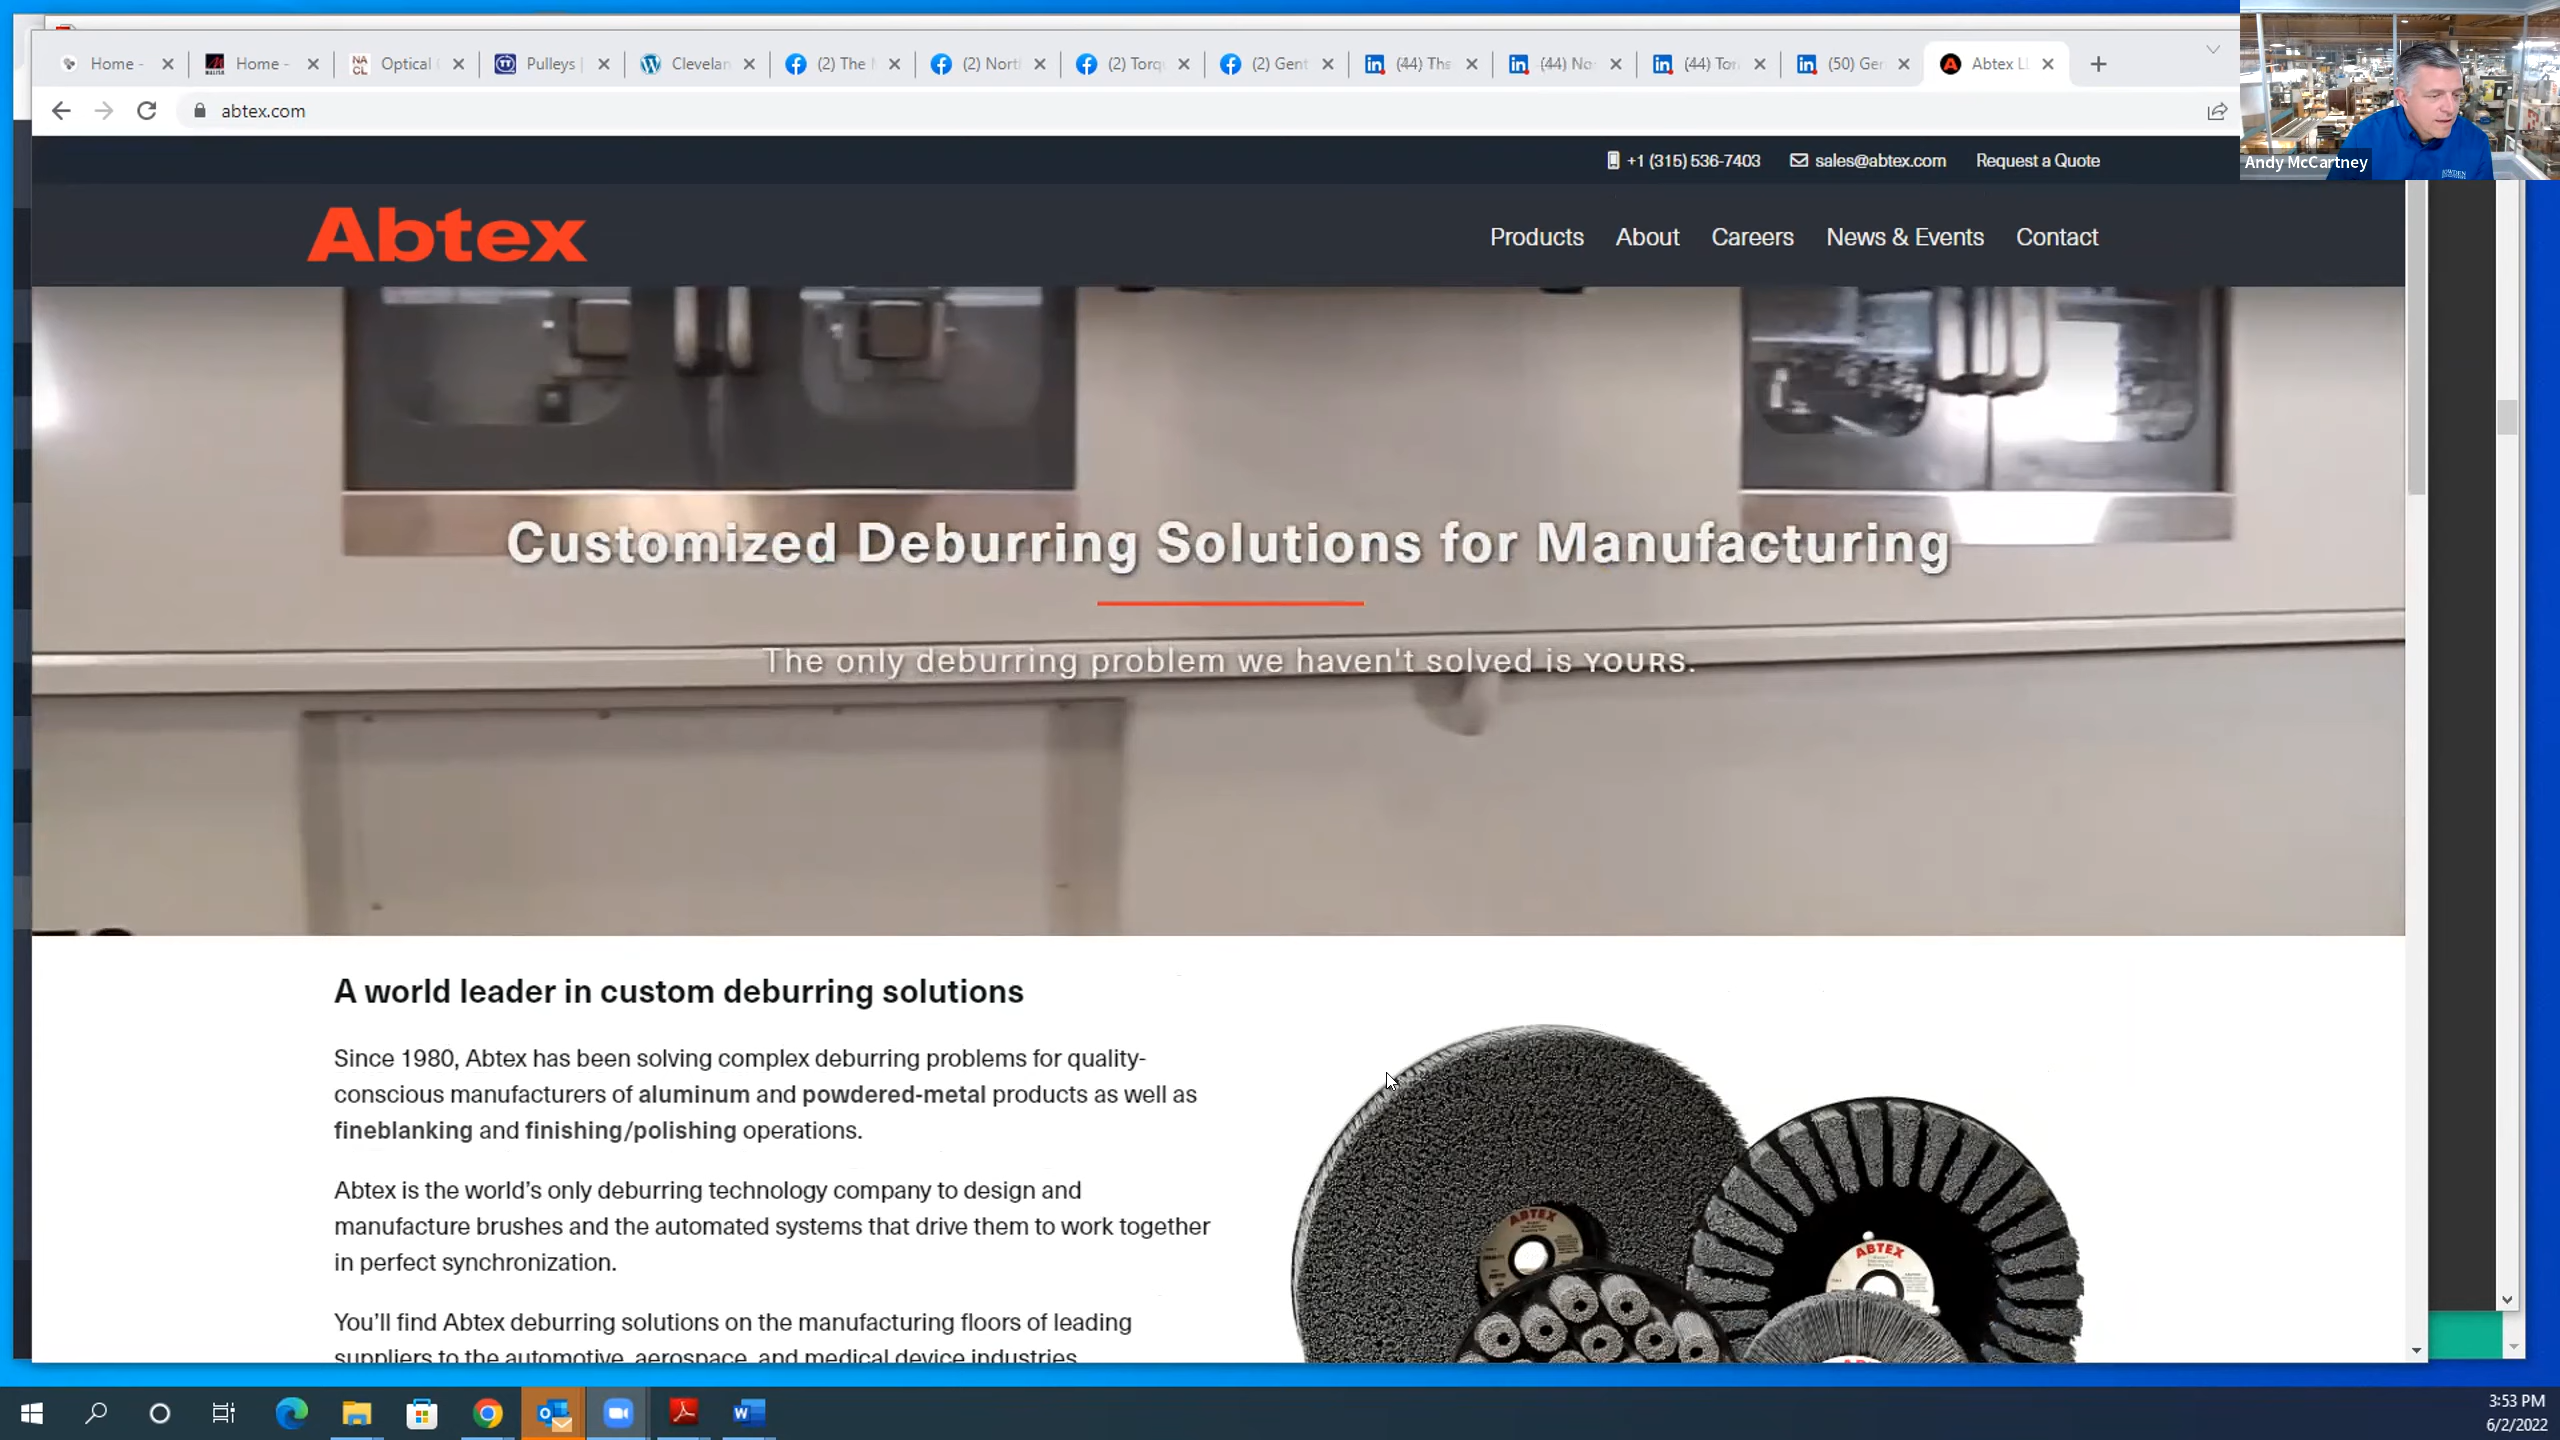 Home -
Home -
Optical
Pulleys |
Clevelan
(2) The
(2) Nort
(2) Torq
(2) Gent
(44) The
(44) No
(44) Tor
(50) Ger
Abtex L
abtex.com
+1 (315) 536-7403
sales@abtex.com
Request a Quote
Andy McCartney
Abtex
Products
About
Careers
News & Events
Contact
Customized Deburring Solutions for Manufacturing
The only deburring problem we haven't solved is YOURS.
A world leader in custom deburring solutions
Since 1980, Abtex has been solving complex deburring problems for quality-
conscious manufacturers of aluminum and powdered-metal products as well as
fineblanking and finishing/polishing operations.
Abtex is the world's only deburring technology company to design and
manufacture brushes and the automated systems that drive them to work together
in perfect synchronization.
You'll find Abtex deburring solutions on the manufacturing floors of leading
suppliers to the automotive, aerospace, and medical device industries
ABTEX
ABTEX
3:53 PM
6/2/2022